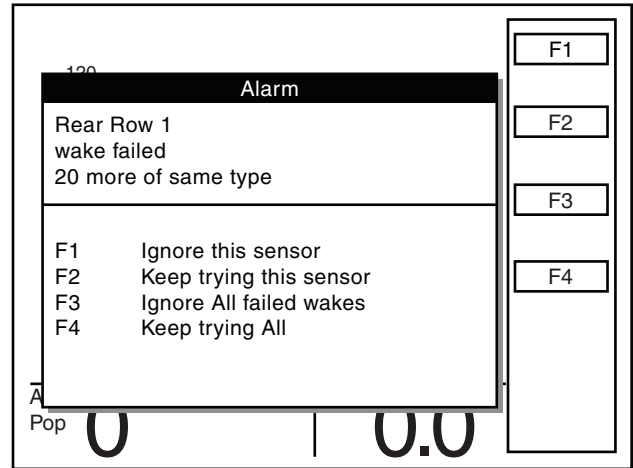 120
Alarm
Rear Row 1
wake failed
20 more of same type
F1 Ignore this sensor
F2 Keep trying this sensor
F3 Ignore All failed wakes
F4 Keep trying All
Pop
0
0.0
F1
F2
F3
F4